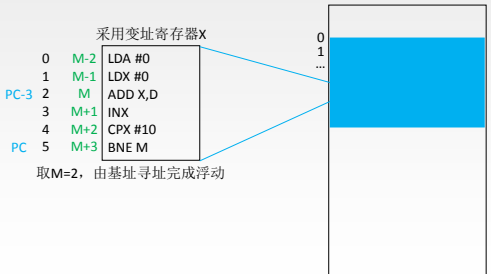 采用变址寄存器X
0 M-2 LDA #0
1 M-1 LDX #0
PC-3 2 M ADD X,D
3 M+1 INX
4 M+2 CPX #10
PC 5 M+3 BNE M
取M=2，由基址寻址完成浮动
0
1
...